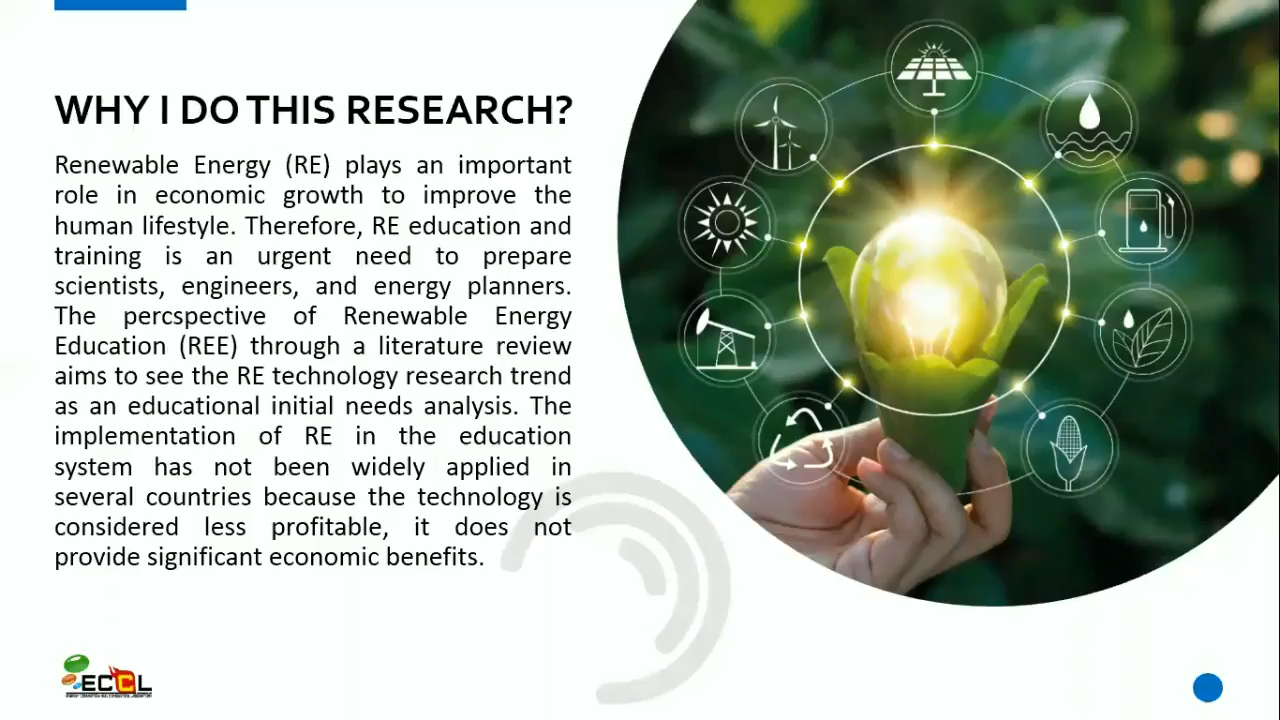 WHY I DO THIS RESEARCH?
Renewable Energy (RE) plays an important
role in economic growth to improve the
human lifestyle. Therefore, RE education and
training is an urgent need to prepare
scientists, engineers, and energy planners.
The percspective of Renewable Energy
Education (REE) through a literature review
aims to see the RE technology research trend
as an educational initial needs analysis. The
implementation of RE in the education
system has not been widely applied in
several countries because the technology is
considered less profitable, it does not
provide significant economic benefits.
ECCL